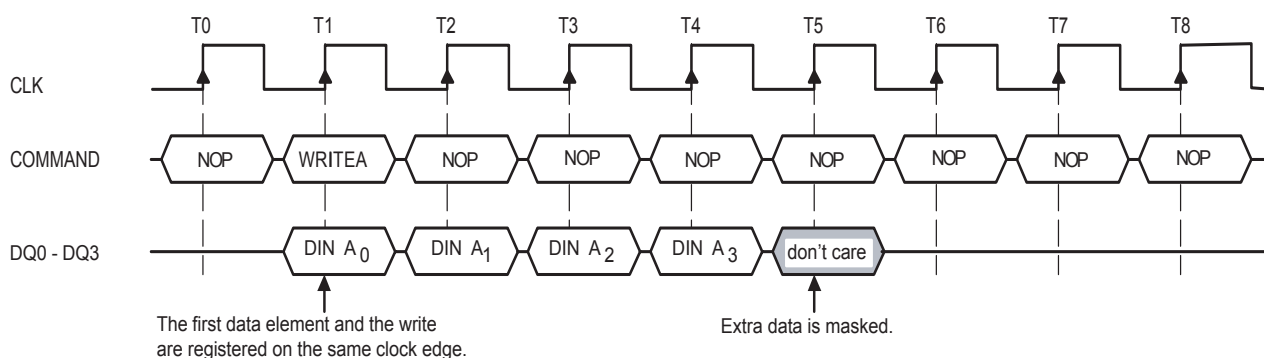 T0 T1 T2 T3 T4 T5 T6 T7 T8
CLK
COMMAND NOP WRITEA NOP NOP NOP NOP NOP NOP NOP
DQ0 - DQ3 DIN A0 DIN A1 DIN A2 DIN A3 don't care
The first data element and the write
are registered on the same clock edge.
Extra data is masked.